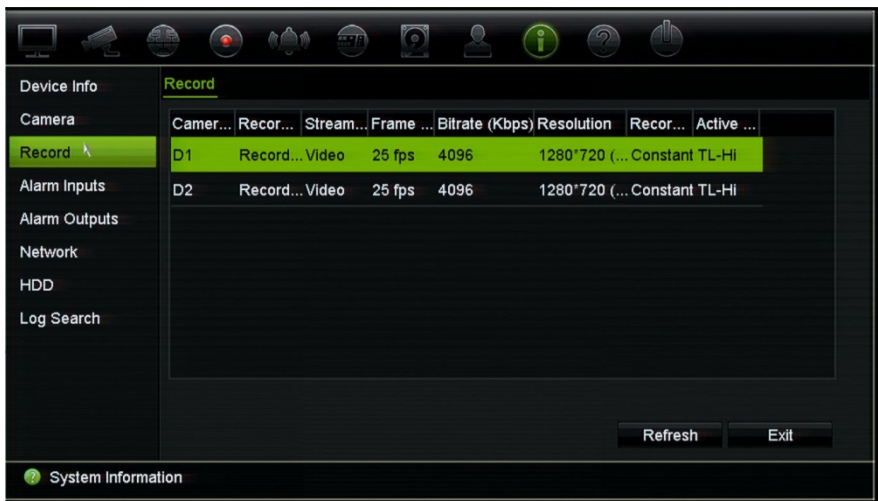 Device Info
Record
Camera
Camer... Recor... Stream... Frame ... Bitrate (Kbps) Resolution Recor... Active ...
Record
D1 Record... Video 25 fps 4096 1280*720 (... Constant TL-Hi
Alarm Inputs
D2 Record... Video 25 fps 4096 1280*720 (... Constant TL-Hi
Alarm Outputs
Network
HDD
Log Search
Refresh Exit
System Information